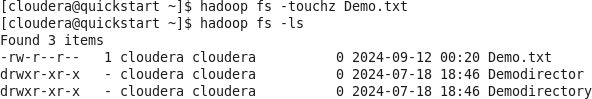 [cloudera@quickstart ~]$ hadoop fs -touchz Demo.txt
[cloudera@quickstart ~]$ hadoop fs -ls
Found 3 items
-rw-r--r--   1 cloudera cloudera          0 2024-09-12 00:20 Demo.txt
drwxr-xr-x   - cloudera cloudera          0 2024-07-18 18:46 Demodirector
drwxr-xr-x   - cloudera cloudera          0 2024-07-18 18:46 Demodirectory